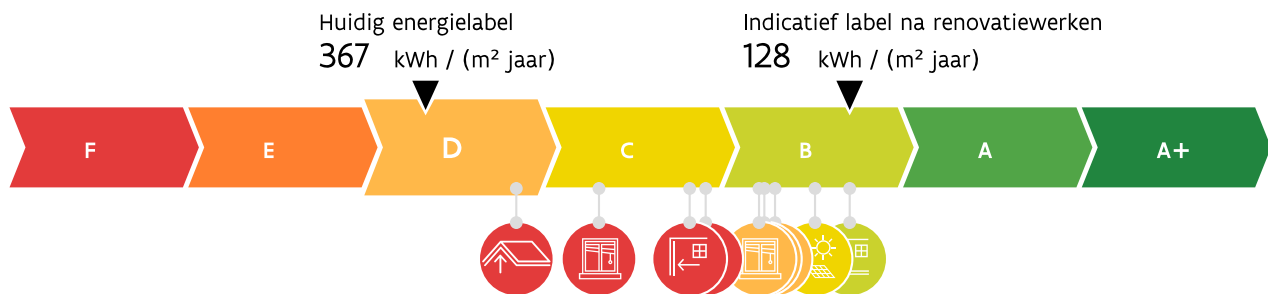 Huidig energielabel
367 kWh / (m² jaar)
Indicatief label na renovatiewerken
128 kWh / (m² jaar)
F E D C B A A+